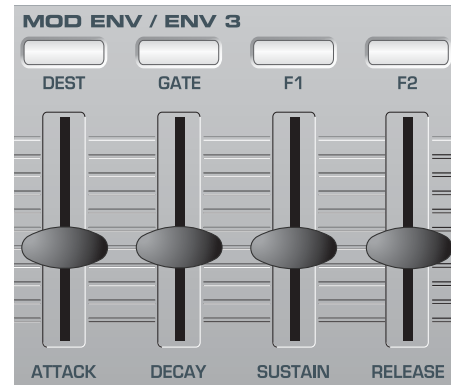 MOD ENV / ENV 3
DEST GATE F1 F2
ATTACK DECAY SUSTAIN RELEASE